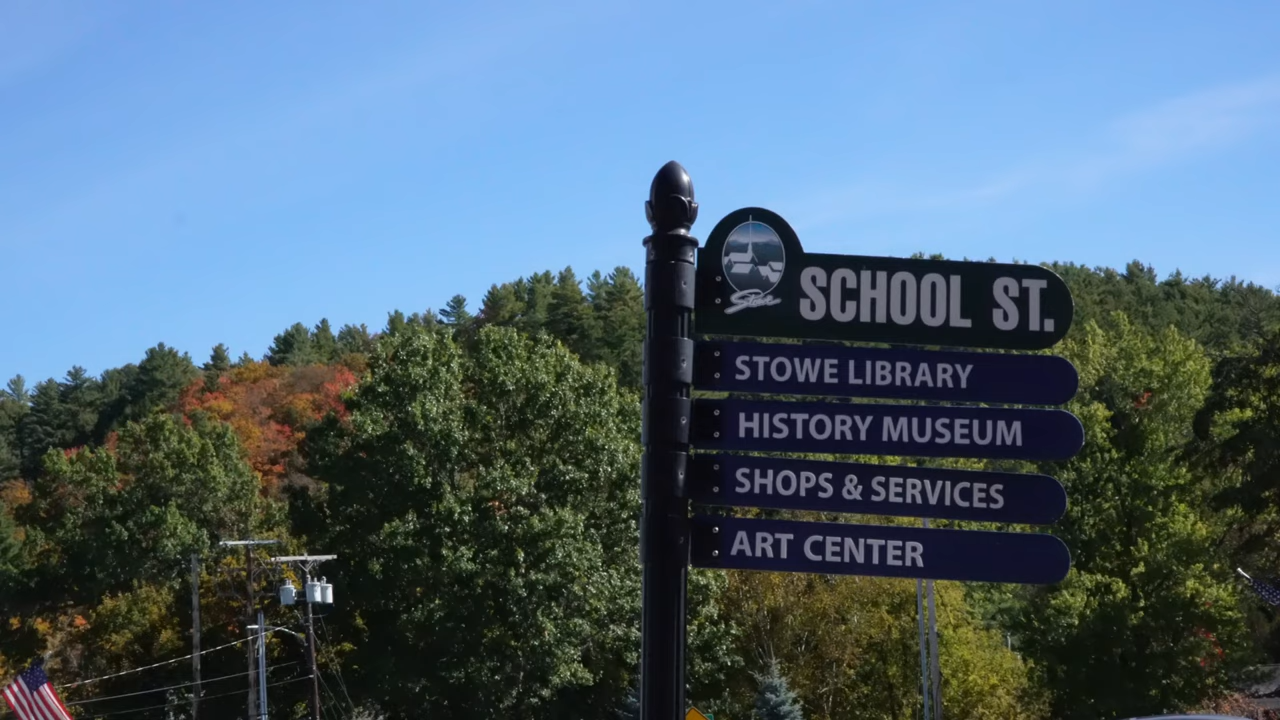 Stowe
SCHOOL ST.
STOWE LIBRARY
HISTORY MUSEUM
SHOPS & SERVICES
ART CENTER